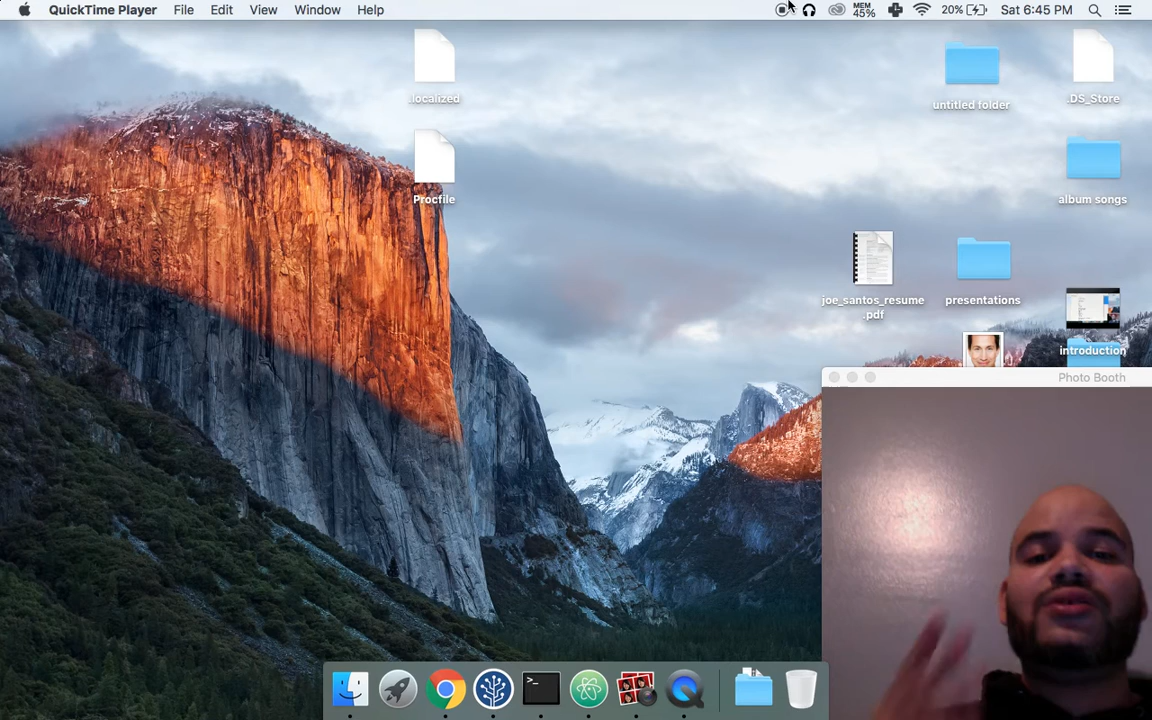 QuickTime Player File Edit View Window Help MEM 45% 20% Sat 6:45 PM
.localized
untitled folder
.DS_Store
Procfile
album songs
joe_santos_resume
.pdf
presentations
introduction
Photo Booth
>_